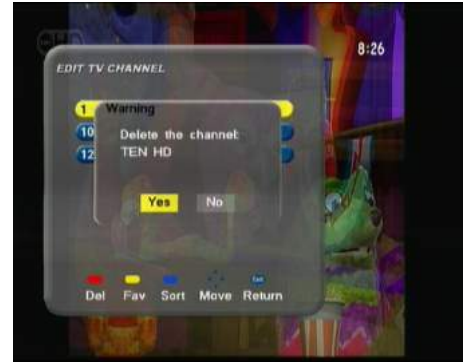 HD
8:26
EDIT TV CHANNEL
1
Warning
10
Delete the channel:
12
TEN HD
Yes No
Del Fav Sort Move Return